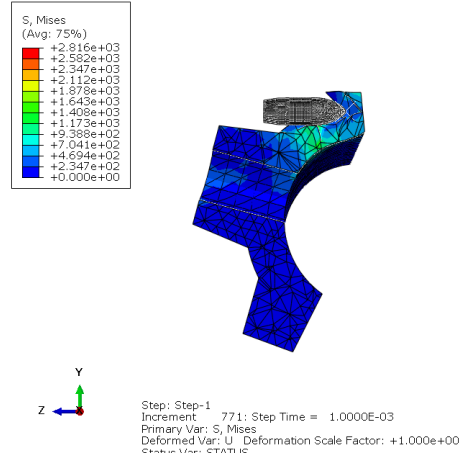 S, Mises
(Avg: 75%)
+2.816e+03
+2.582e+03
+2.347e+03
+2.112e+03
+1.878e+03
+1.643e+03
+1.408e+03
+1.173e+03
+9.388e+02
+7.041e+02
+4.694e+02
+2.347e+02
+0.000e+00
Y
Z
Step: Step-1
Increment 771: Step Time = 1.0000E-03
Primary Var: S, Mises
Deformed Var: U Deformation Scale Factor: +1.000e+00
Status Var: STATUS